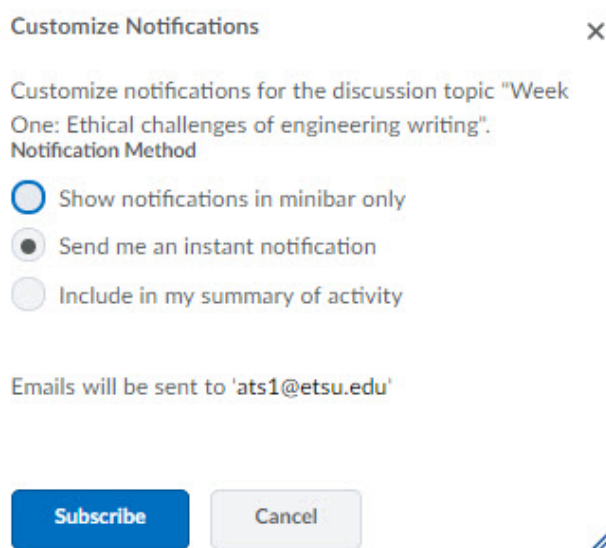 Customize Notifications
Customize notifications for the discussion topic "Week
One: Ethical challenges of engineering writing".
Notification Method
Show notifications in minibar only
Send me an instant notification
Include in my summary of activity
Emails will be sent to 'ats1@etsu.edu'
Subscribe Cancel